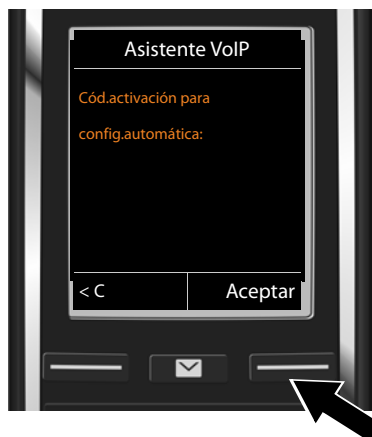 Asistente VoIP
Cód.activación para
config.automática:
< C
Aceptar